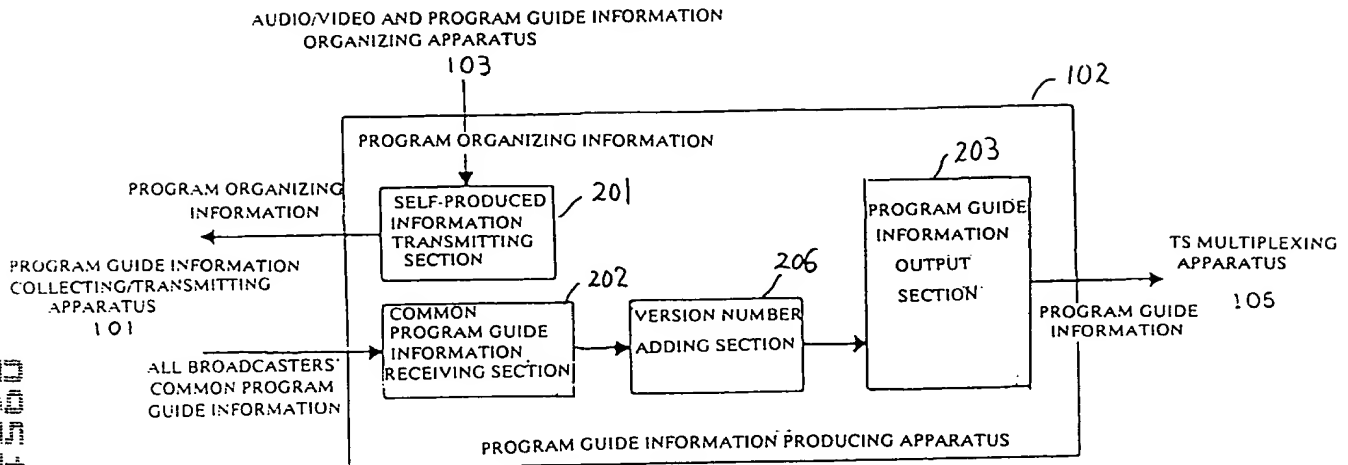 AUDIO/VIDEO AND PROGRAM GUIDE INFORMATION
ORGANIZING APPARATUS
103
102
PROGRAM ORGANIZING INFORMATION
203
PROGRAM ORGANIZING
INFORMATION
SELF-PRODUCED
INFORMATION
TRANSMITTING
SECTION
201
PROGRAM GUIDE
INFORMATION
OUTPUT
SECTION
TS MULTIPLEXING
APPARATUS
105
PROGRAM GUIDE INFORMATION
COLLECTING/TRANSMITTING
APPARATUS
101
202
206
COMMON
PROGRAM GUIDE
INFORMATION
RECEIVING SECTION
VERSION NUMBER
ADDING SECTION
PROGRAM GUIDE
INFORMATION
ALL BROADCASTERS'
COMMON PROGRAM
GUIDE INFORMATION
PROGRAM GUIDE INFORMATION PRODUCING APPARATUS